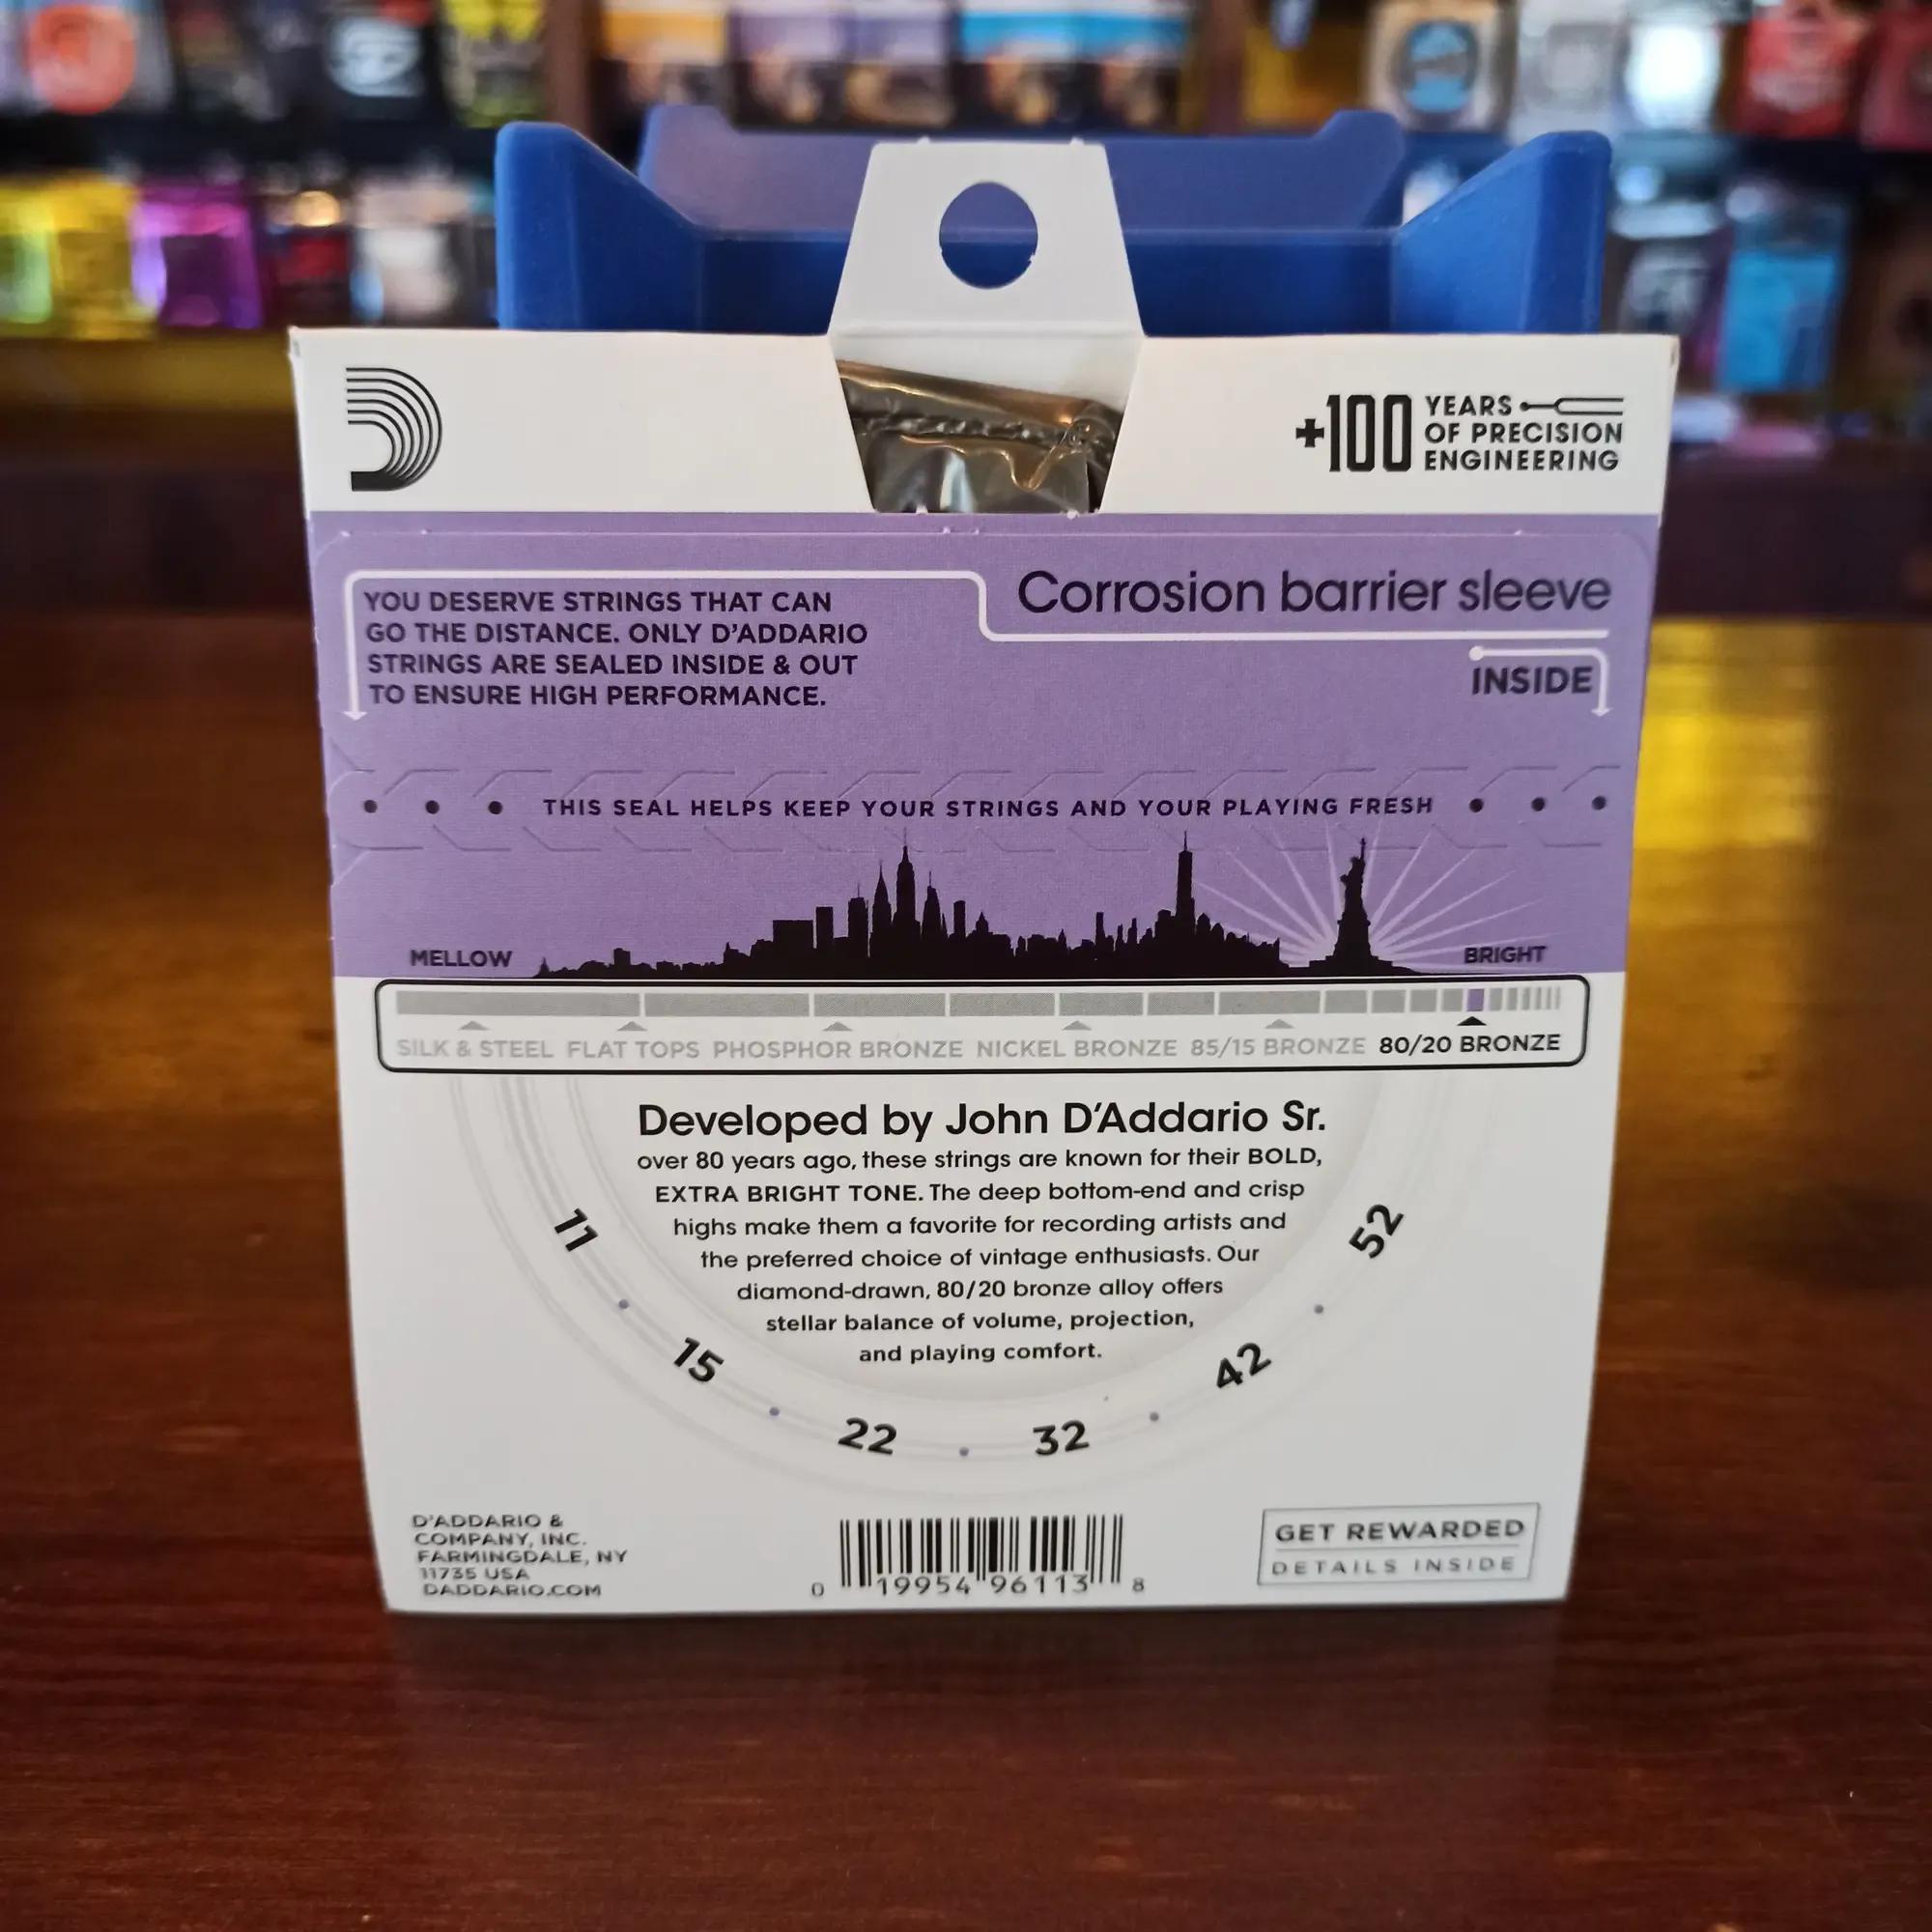 +100 YEARS
OF PRECISION
ENGINEERING
YOU DESERVE STRINGS THAT CAN
GO THE DISTANCE. ONLY D'ADDARIO
STRINGS ARE SEALED INSIDE & OUT
TO ENSURE HIGH PERFORMANCE.
Corrosion barrier sleeve
INSIDE
THIS SEAL HELPS KEEP YOUR STRINGS AND YOUR PLAYING FRESH
MELLOW
BRIGHT
SILK & STEEL FLAT TOPS PHOSPHOR BRONZE NICKEL BRONZE 85/15 BRONZE 80/20 BRONZE
Developed by John D'Addario Sr.
over 80 years ago, these strings are known for their BOLD,
EXTRA BRIGHT TONE. The deep bottom-end and crisp
highs make them a favorite for recording artists and
the preferred choice of vintage enthusiasts. Our
diamond-drawn, 80/20 bronze alloy offers
stellar balance of volume, projection,
and playing comfort.
11
15
22
32
42
52
D'ADDARIO &
COMPANY, INC.
FARMINGDALE, NY
11735 USA
DADDARIO.COM
0 19954 96113 8
GET REWARDED
DETAILS INSIDE